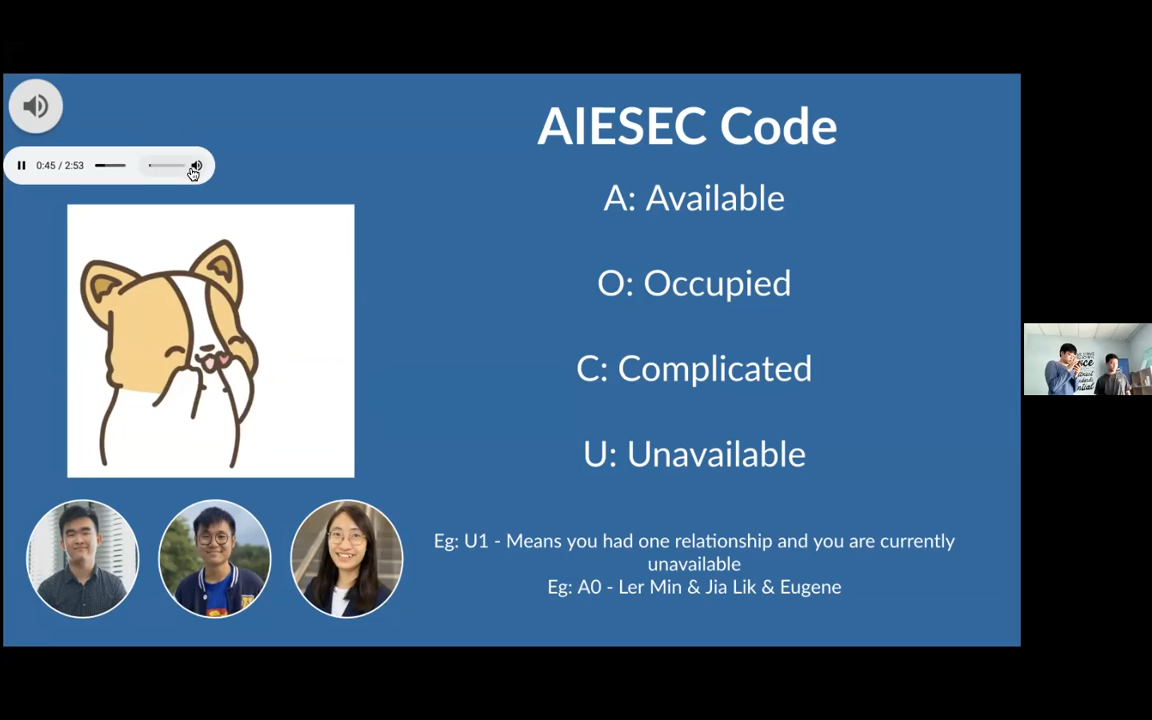 AIESEC Code
0:45 / 2:53
A: Available
O: Occupied
C: Complicated
U: Unavailable
Eg: U1 - Means you had one relationship and you are currently
unavailable
Eg: A0 - Ler Min & Jia Lik & Eugene